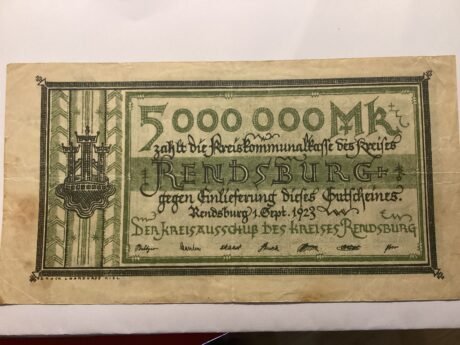 5 000 000 Mk
zahlt die Kreiskommunalkasse des Kreises
RENDSBURG
gegen Einlieferung dieses Gutscheines.
Rendsburg 1. Sept. 1923
DER KREISAUSSCHUß DES KREISES RENDSBURG
KIEL